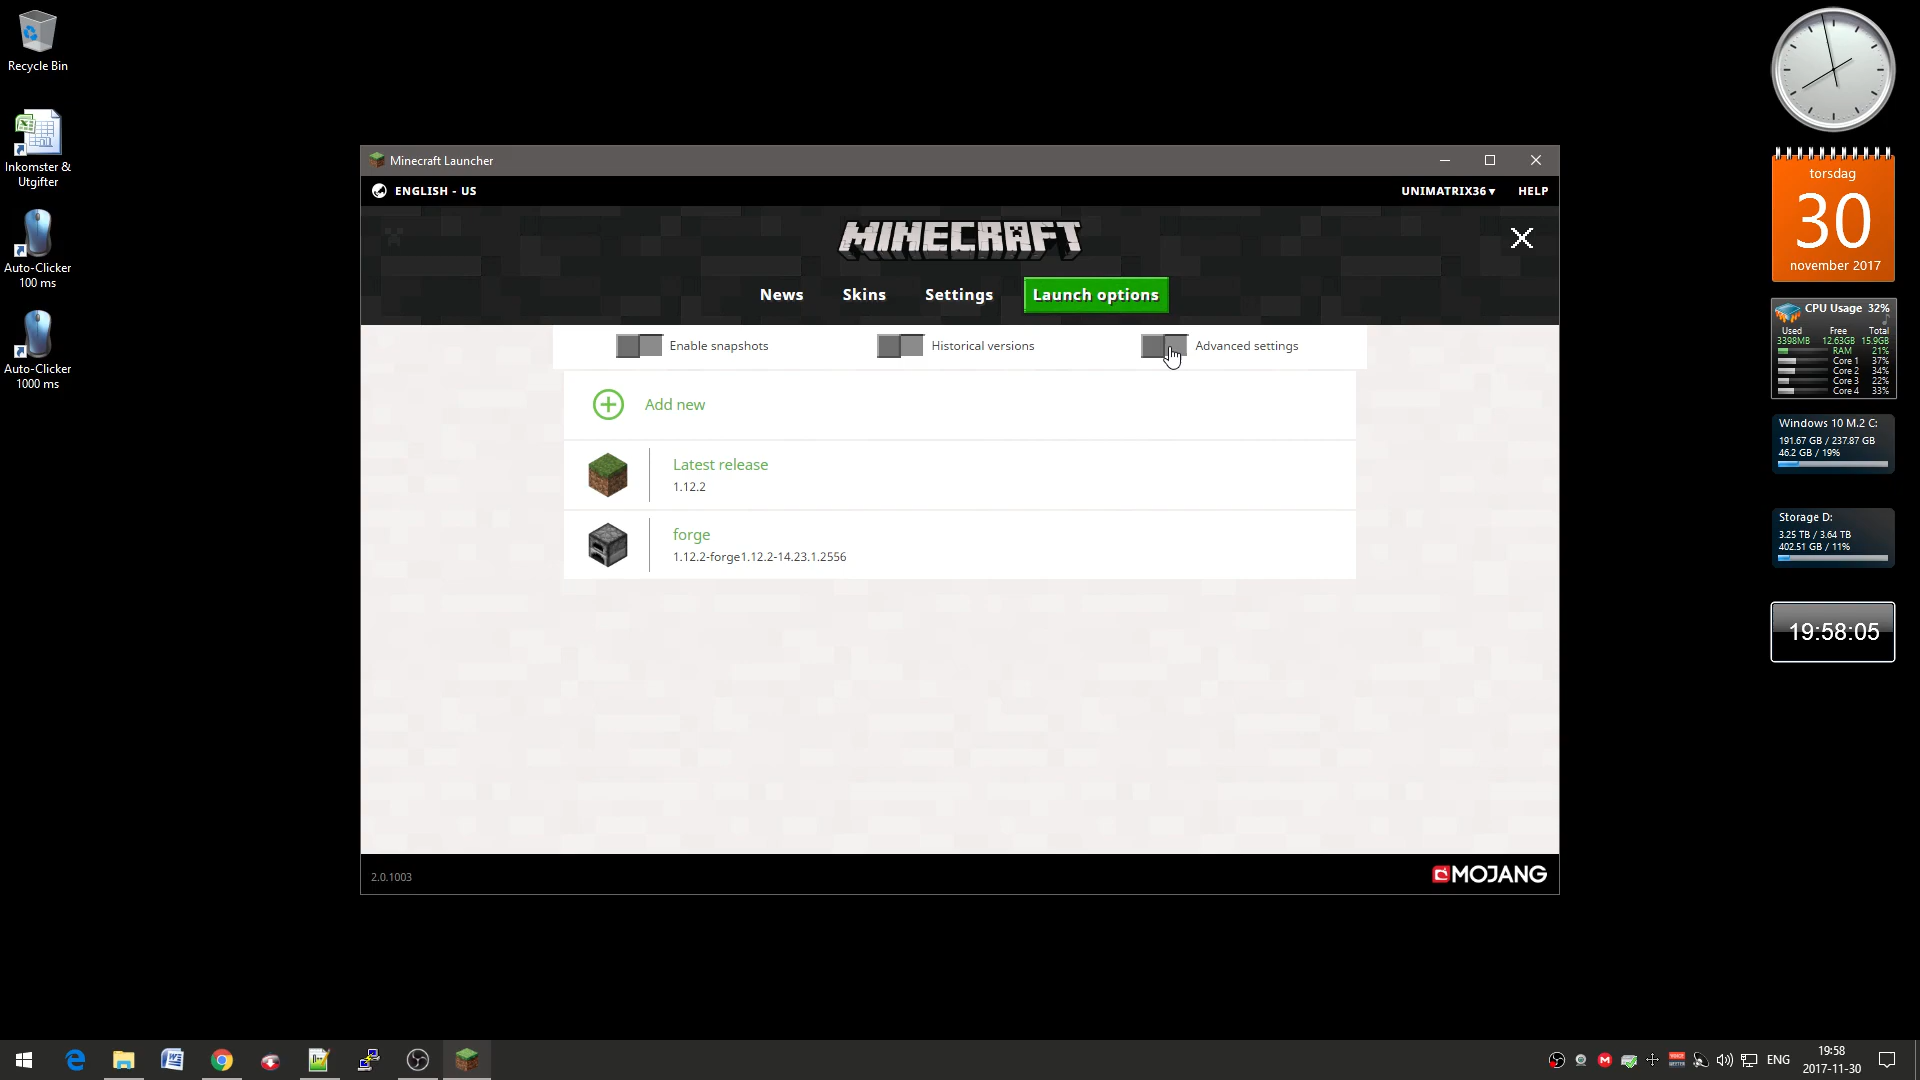 Recycle Bin
Inkomster &
Utgifter
Auto-Clicker
100 ms
Auto-Clicker
1000 ms
Minecraft Launcher
ENGLISH - US
UNIMATRIX36▾
HELP
MINECRAFT
News
Skins
Settings
Launch options
Enable snapshots
Historical versions
Advanced settings
Add new
Latest release
1.12.2
forge
1.12.2-forge1.12.2-14.23.1.2556
2.0.1003
MOJANG
torsdag
30
november 2017
CPU Usage 32%
Used Free Total
3398MB 12.63GB 15.9GB
RAM 21%
Core 1 37%
Core 2 34%
Core 3 22%
Core 4 33%
Windows 10 M.2 C:
191.67 GB / 237.87 GB
46.2 GB / 19%
Storage D:
3.25 TB / 3.64 TB
402.51 GB / 11%
19:58:05
ENG
19:58
2017-11-30